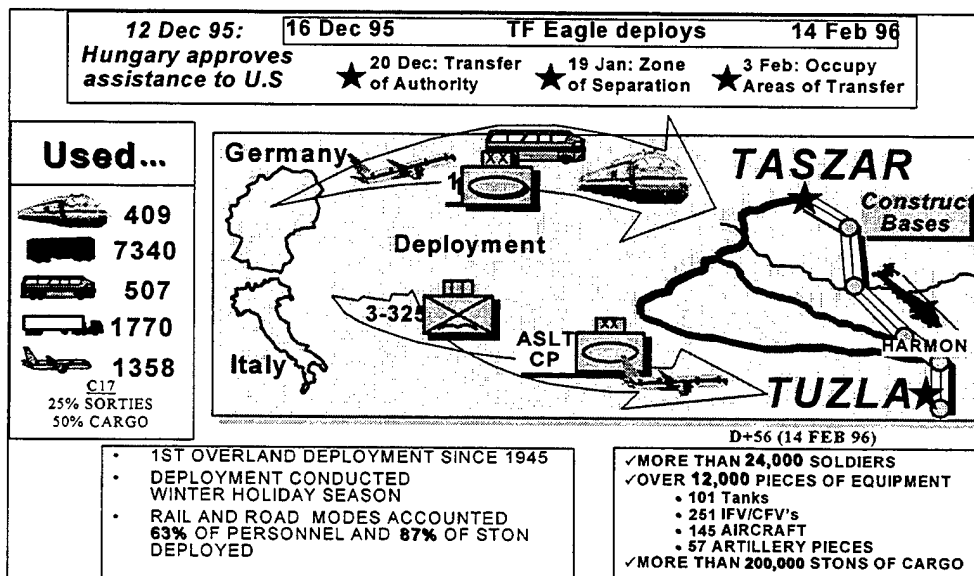 12 Dec 95:
Hungary approves
assistance to U.S
16 Dec 95 TF Eagle deploys 14 Feb 96
20 Dec: Transfer
of Authority
19 Jan: Zone
of Separation
3 Feb: Occupy
Areas of Transfer
Used...
409
7340
507
1770
1358
C17
25% SORTIES
50% CARGO
Germany
XX
1
Deployment
3-325
Italy
ASLT
CP
XX
TASZAR
Construct
Bases
HARMON
TUZLA
• 1ST OVERLAND DEPLOYMENT SINCE 1945
• DEPLOYMENT CONDUCTED
WINTER HOLIDAY SEASON
• RAIL AND ROAD MODES ACCOUNTED
63% OF PERSONNEL AND 87% OF STON
DEPLOYED
D+56 (14 FEB 96)
✓MORE THAN 24,000 SOLDIERS
✓OVER 12,000 PIECES OF EQUIPMENT
• 101 Tanks
• 251 IFV/CFV's
• 145 AIRCRAFT
• 57 ARTILLERY PIECES
✓MORE THAN 200,000 STONS OF CARGO